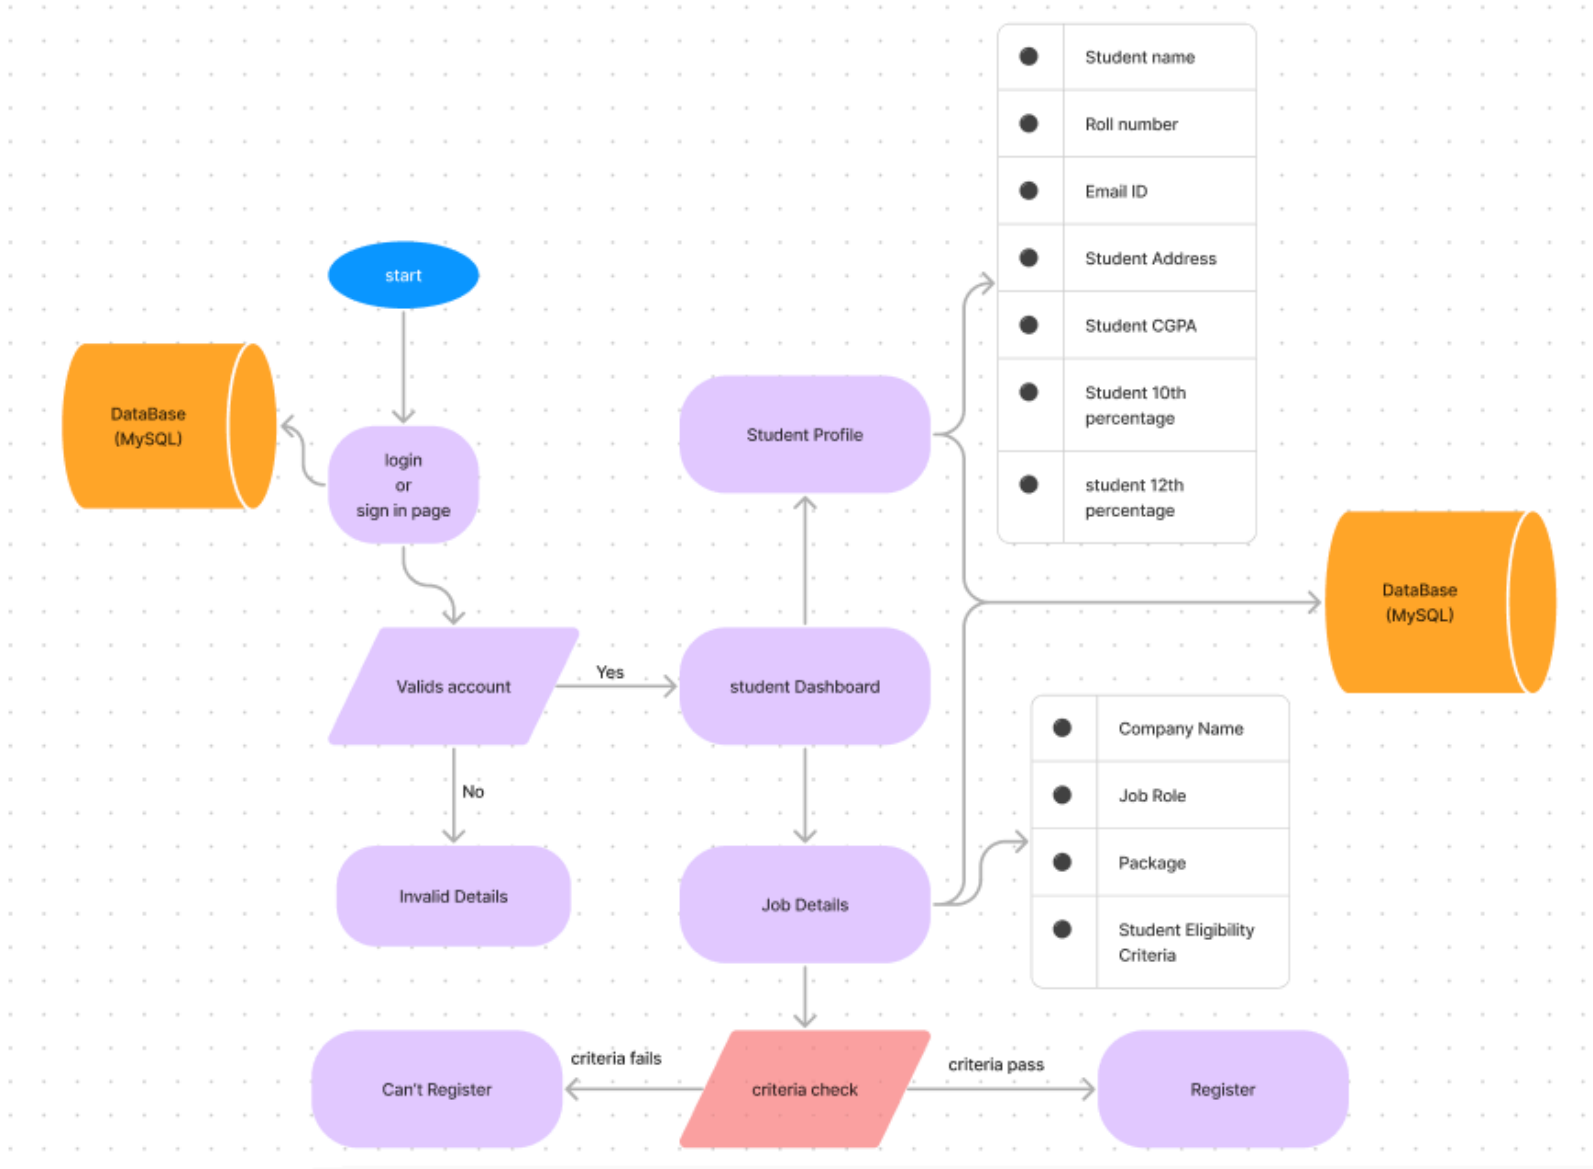 Student name
Roll number
Email ID
Student Address
Student CGPA
Student 10th
percentage
student 12th
percentage
start
DataBase
(MySQL)
login
or
sign in page
Student Profile
DataBase
(MySQL)
Valids account
Yes
student Dashboard
No
Company Name
Job Role
Package
Student Eligibility
Criteria
Invalid Details
Job Details
Can't Register
criteria fails
criteria check
criteria pass
Register